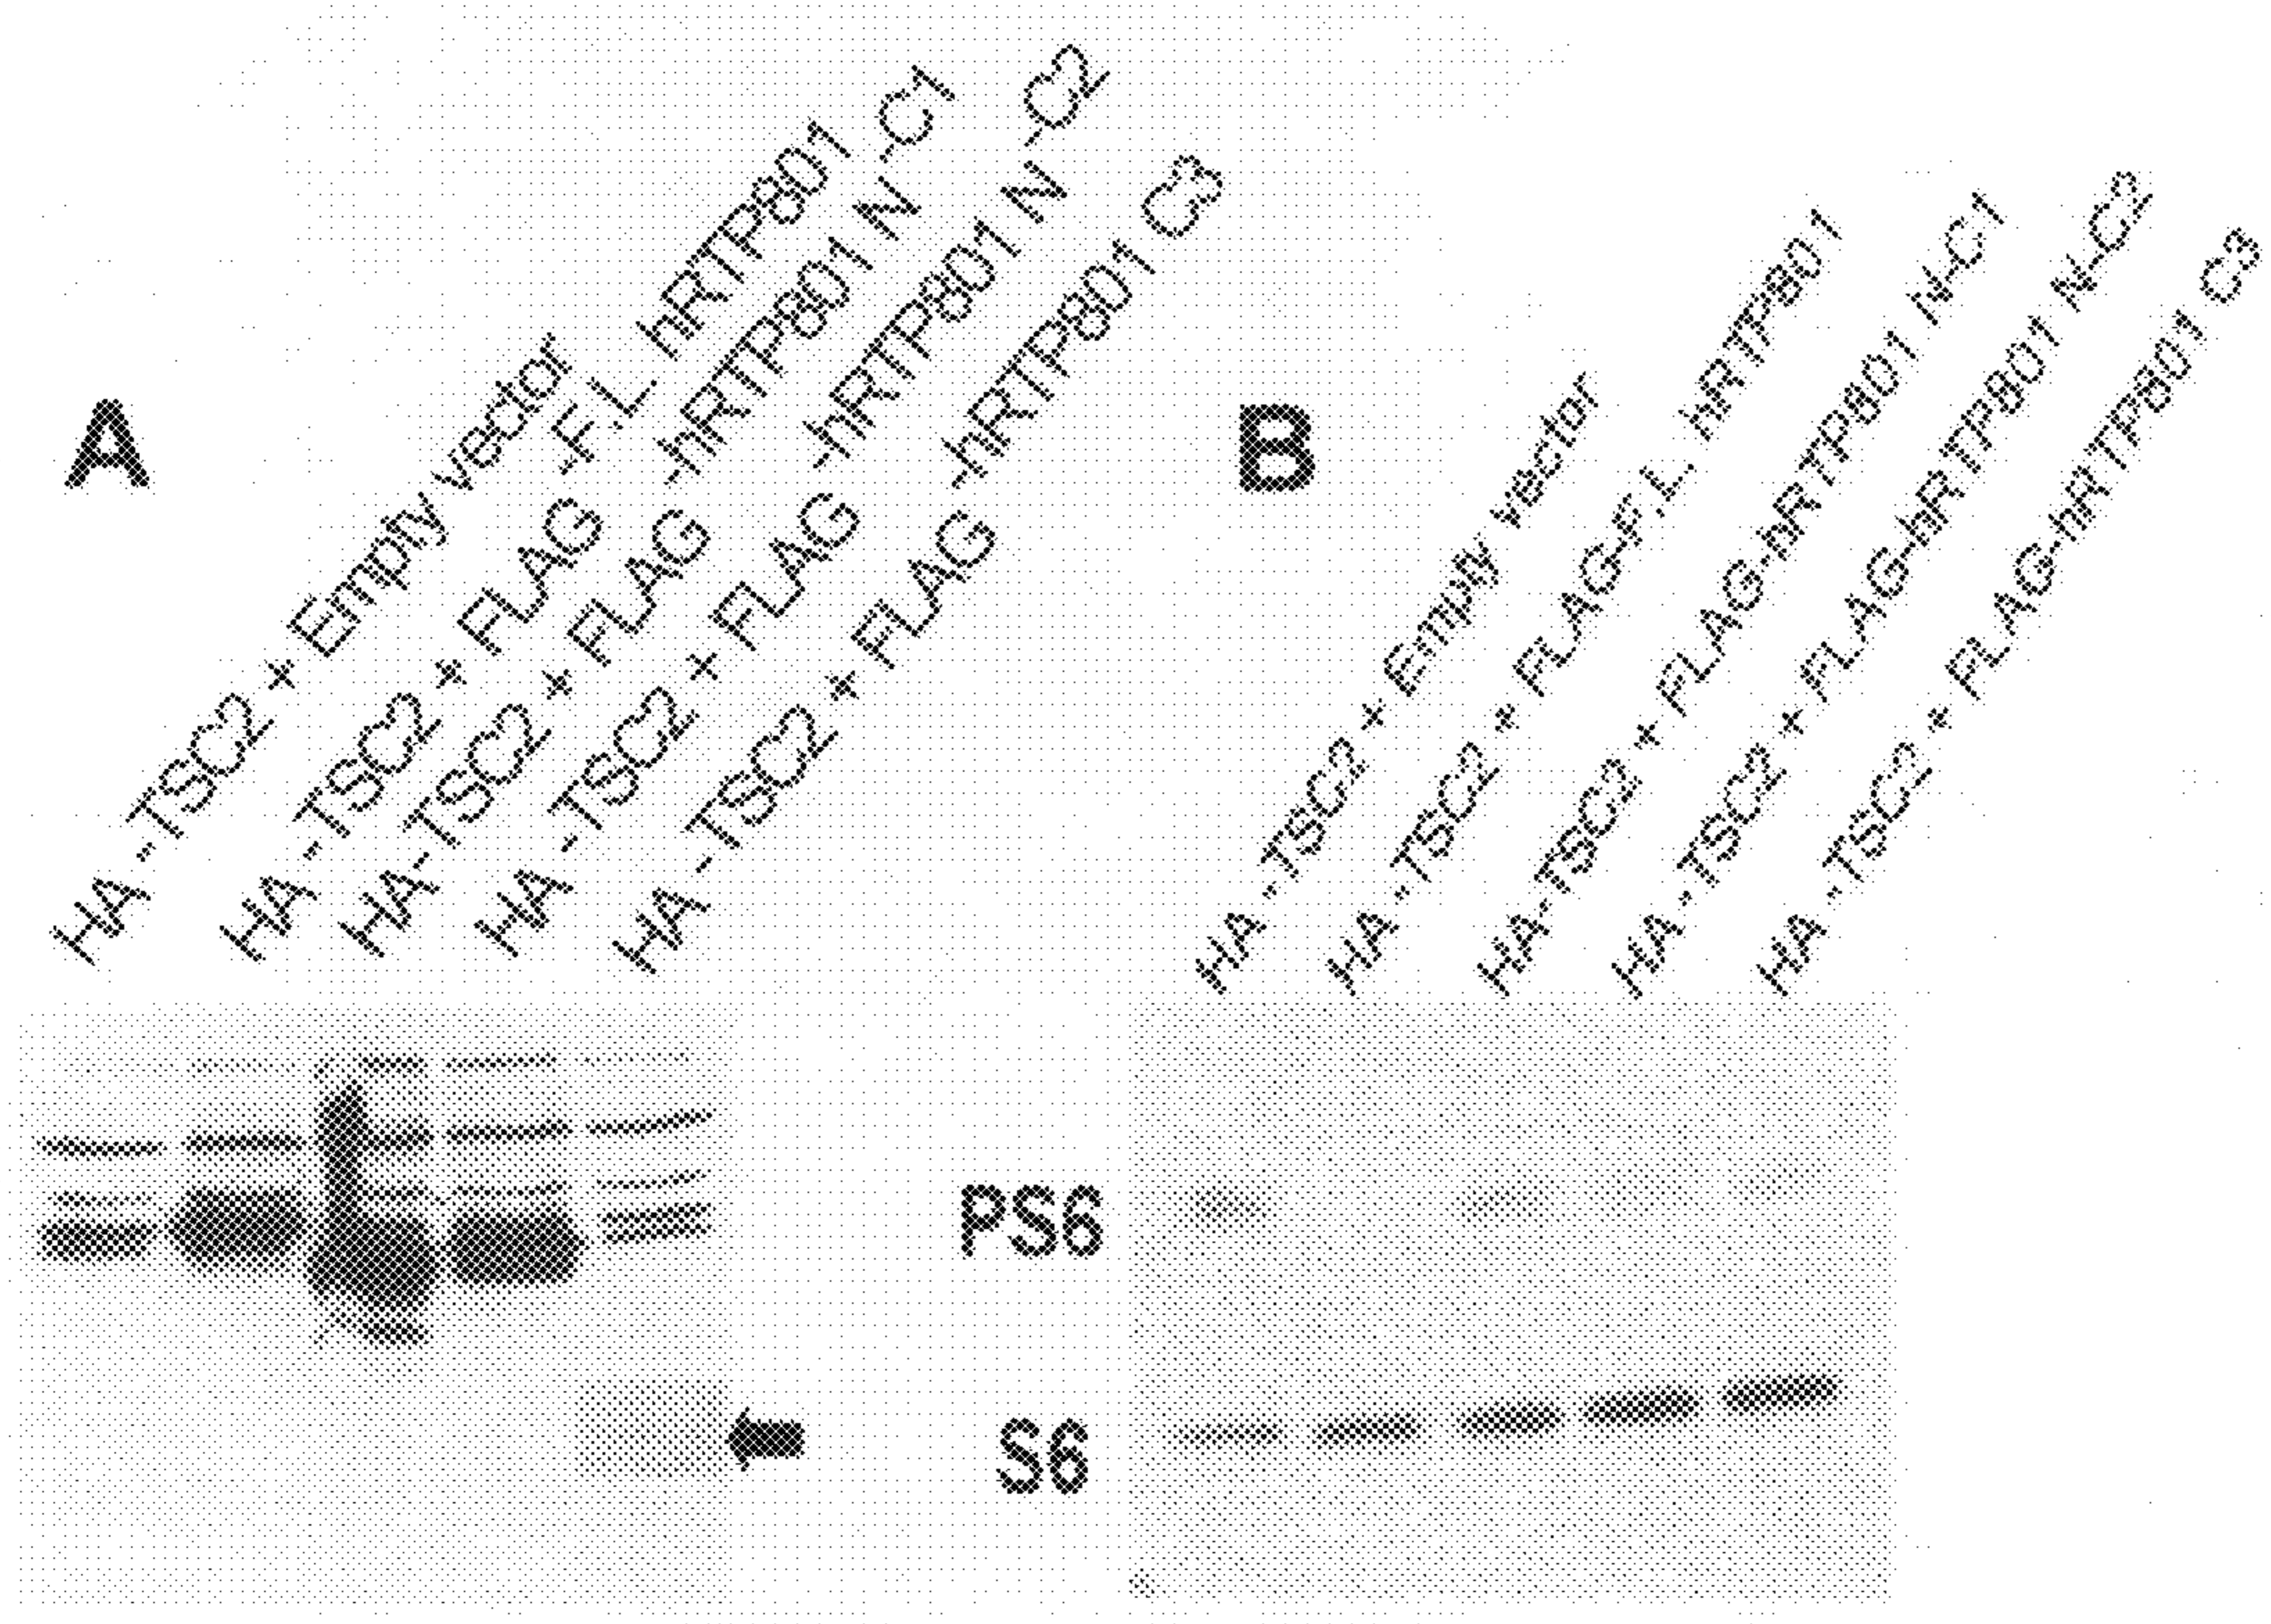 A
HA -TSC2 + Empty vector
HA -TSC2 + FLAG -F.L. hRTP801
HA-TSC2 + FLAG -hRTP801 N -C1
HA -TSC2 + FLAG -hRTP801 N -C2
HA -TSC2 + FLAG -hRTP801 C3
B
HA -TSC2 + Empty vector
HA -TSC2 + FLAG-F.L. hRTP801
HA-TSC2 + FLAG-hRTP801 N-C1
HA -TSC2 + FLAG-hRTP801 N-C2
HA -TSC2 + FLAG-hRTP801 C3
PS6
S6